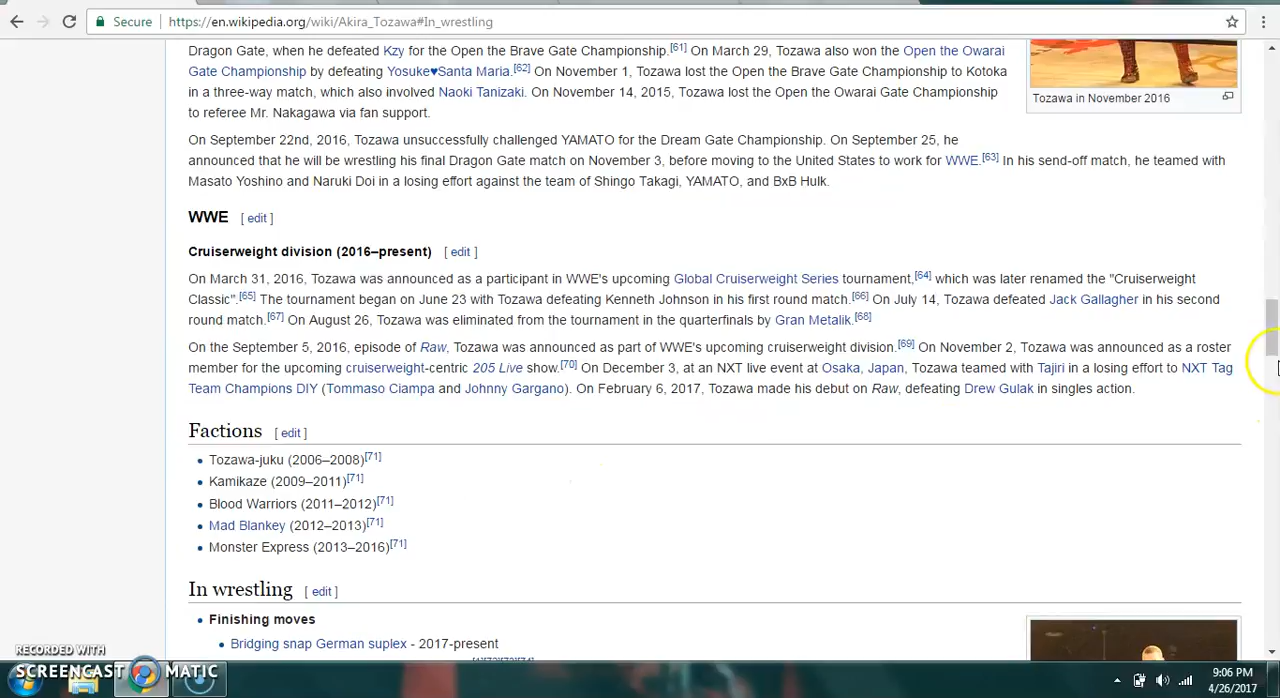 Secure https://en.wikipedia.org/wiki/Akira_Tozawa#In_wrestling
Dragon Gate, when he defeated Kzy for the Open the Brave Gate Championship.[61] On March 29, Tozawa also won the Open the Owarai
Gate Championship by defeating Yosuke♥Santa Maria.[62] On November 1, Tozawa lost the Open the Brave Gate Championship to Kotoka
in a three-way match, which also involved Naoki Tanizaki. On November 14, 2015, Tozawa lost the Open the Owarai Gate Championship
to referee Mr. Nakagawa via fan support.
Tozawa in November 2016
On September 22nd, 2016, Tozawa unsuccessfully challenged YAMATO for the Dream Gate Championship. On September 25, he
announced that he will be wrestling his final Dragon Gate match on November 3, before moving to the United States to work for WWE.[63] In his send-off match, he teamed with
Masato Yoshino and Naruki Doi in a losing effort against the team of Shingo Takagi, YAMATO, and BxB Hulk.
WWE [ edit ]
Cruiserweight division (2016–present) [ edit ]
On March 31, 2016, Tozawa was announced as a participant in WWE's upcoming Global Cruiserweight Series tournament,[64] which was later renamed the "Cruiserweight
Classic".[65] The tournament began on June 23 with Tozawa defeating Kenneth Johnson in his first round match.[66] On July 14, Tozawa defeated Jack Gallagher in his second
round match.[67] On August 26, Tozawa was eliminated from the tournament in the quarterfinals by Gran Metalik.[68]
On the September 5, 2016, episode of Raw, Tozawa was announced as part of WWE's upcoming cruiserweight division.[69] On November 2, Tozawa was announced as a roster
member for the upcoming cruiserweight-centric 205 Live show.[70] On December 3, at an NXT live event at Osaka, Japan, Tozawa teamed with Tajiri in a losing effort to NXT Tag
Team Champions DIY (Tommaso Ciampa and Johnny Gargano). On February 6, 2017, Tozawa made his debut on Raw, defeating Drew Gulak in singles action.
Factions [ edit ]
Tozawa-juku (2006–2008)[71]
Kamikaze (2009–2011)[71]
Blood Warriors (2011–2012)[71]
Mad Blankey (2012–2013)[71]
Monster Express (2013–2016)[71]
In wrestling [ edit ]
Finishing moves
Bridging snap German suplex - 2017-present
RECORDED WITH
SCREENCAST MATIC
9:06 PM
4/26/2017